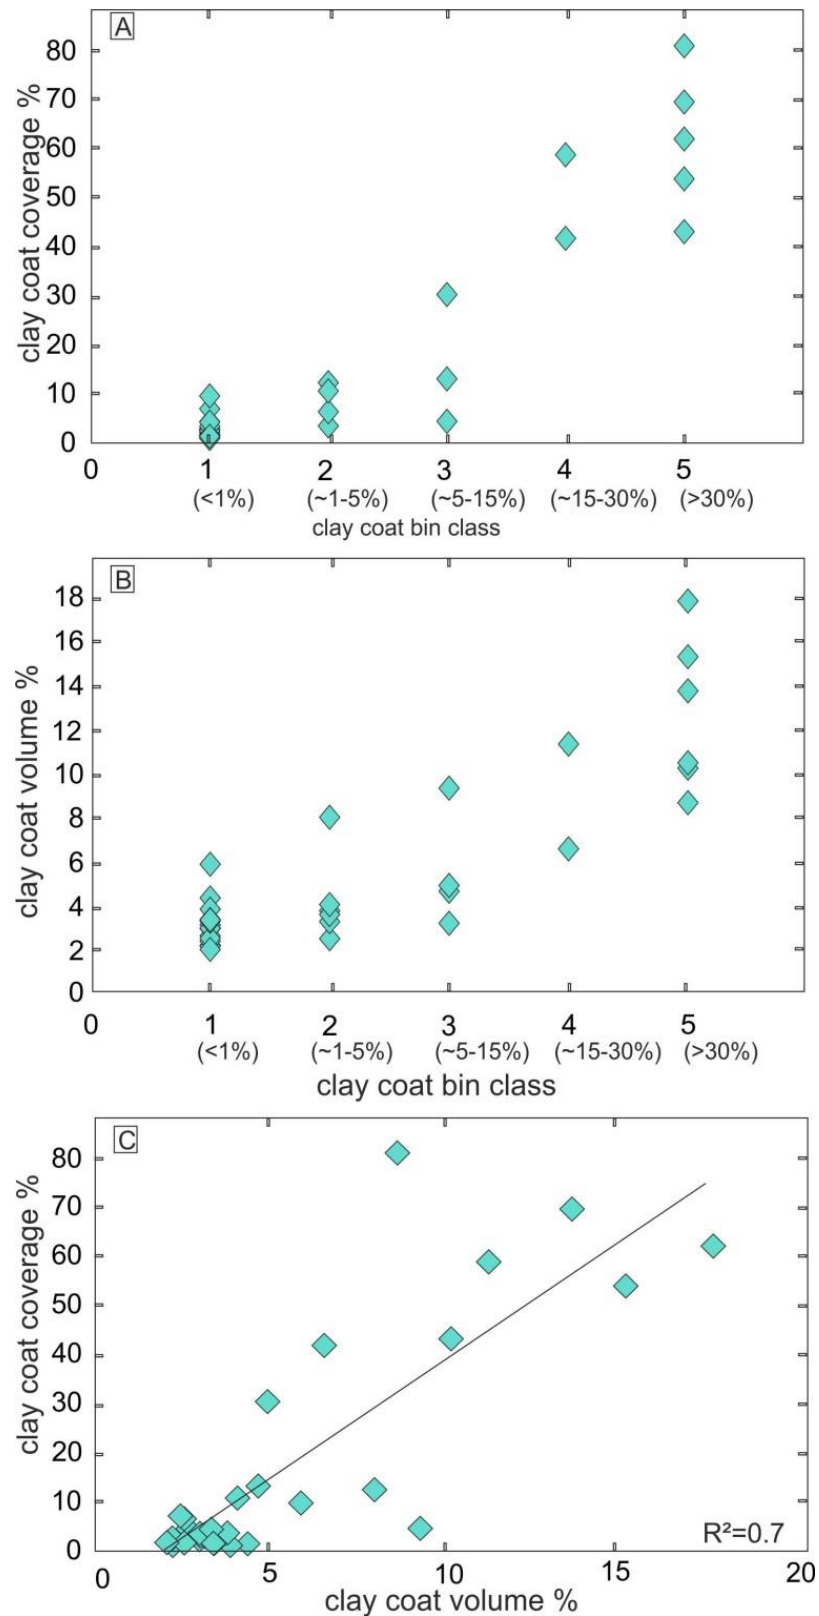 A
clay coat coverage %
80
70
60
50
40
30
20
10
0
0 1 2 3 4 5
(<1%) (~1-5%) (~5-15%) (~15-30%) (>30%)
clay coat bin class
B
clay coat volume %
18
16
14
12
10
8
6
4
2
0
0 1 2 3 4 5
(<1%) (~1-5%) (~5-15%) (~15-30%) (>30%)
clay coat bin class
C
clay coat coverage %
80
70
60
50
40
30
20
10
0
R²=0.7
0 5 10 15 20
clay coat volume %